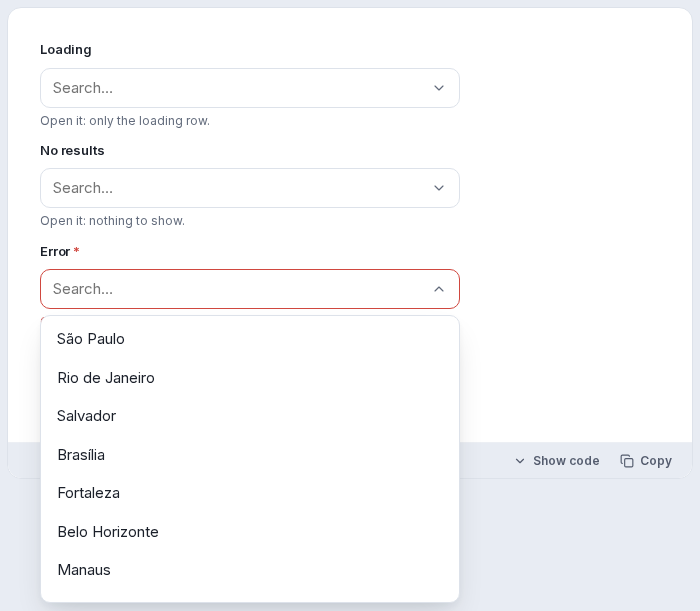 Loading
Search...
Open it: only the loading row.
No results
Search...
Open it: nothing to show.
Error *
Search...
São Paulo
Rio de Janeiro
Salvador
Brasília
Show code Copy
Fortaleza
Belo Horizonte
Manaus